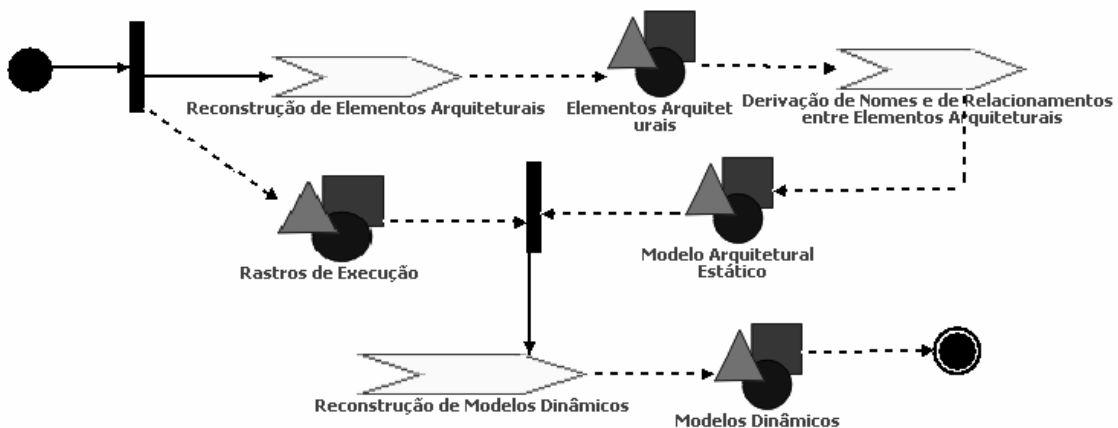 Reconstrução de Elementos Arquiteturais
Elementos Arquitet
urais
Derivação de Nomes e de Relacionamentos
entre Elementos Arquiteturais
Rastros de Execução
Modelo Arquitetural
Estático
Reconstrução de Modelos Dinâmicos
Modelos Dinâmicos